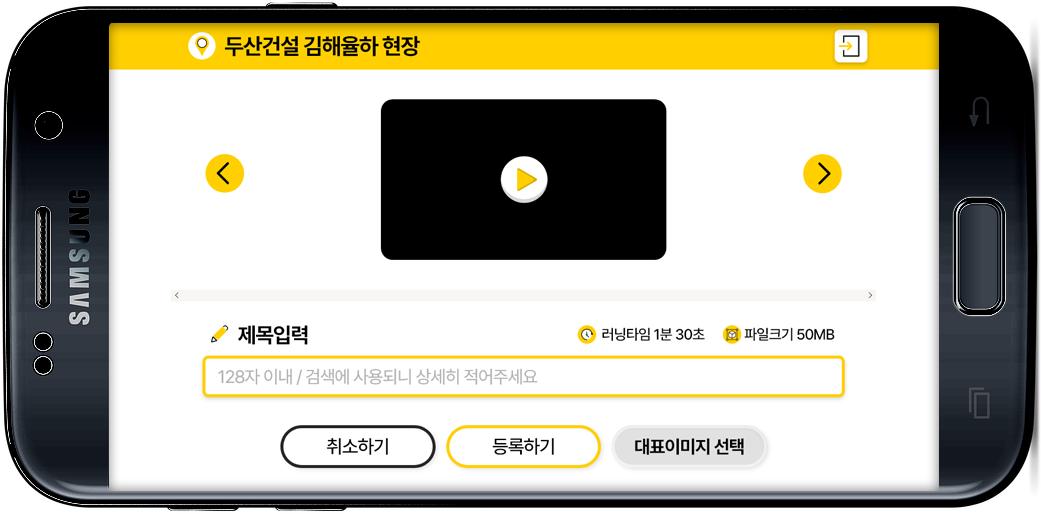 두산건설 김해율하 현장
SAMSUNG
제목입력
러닝타임 1분 30초
파일크기 50MB
128자 이내 / 검색에 사용되니 상세히 적어주세요
취소하기
등록하기
대표이미지 선택